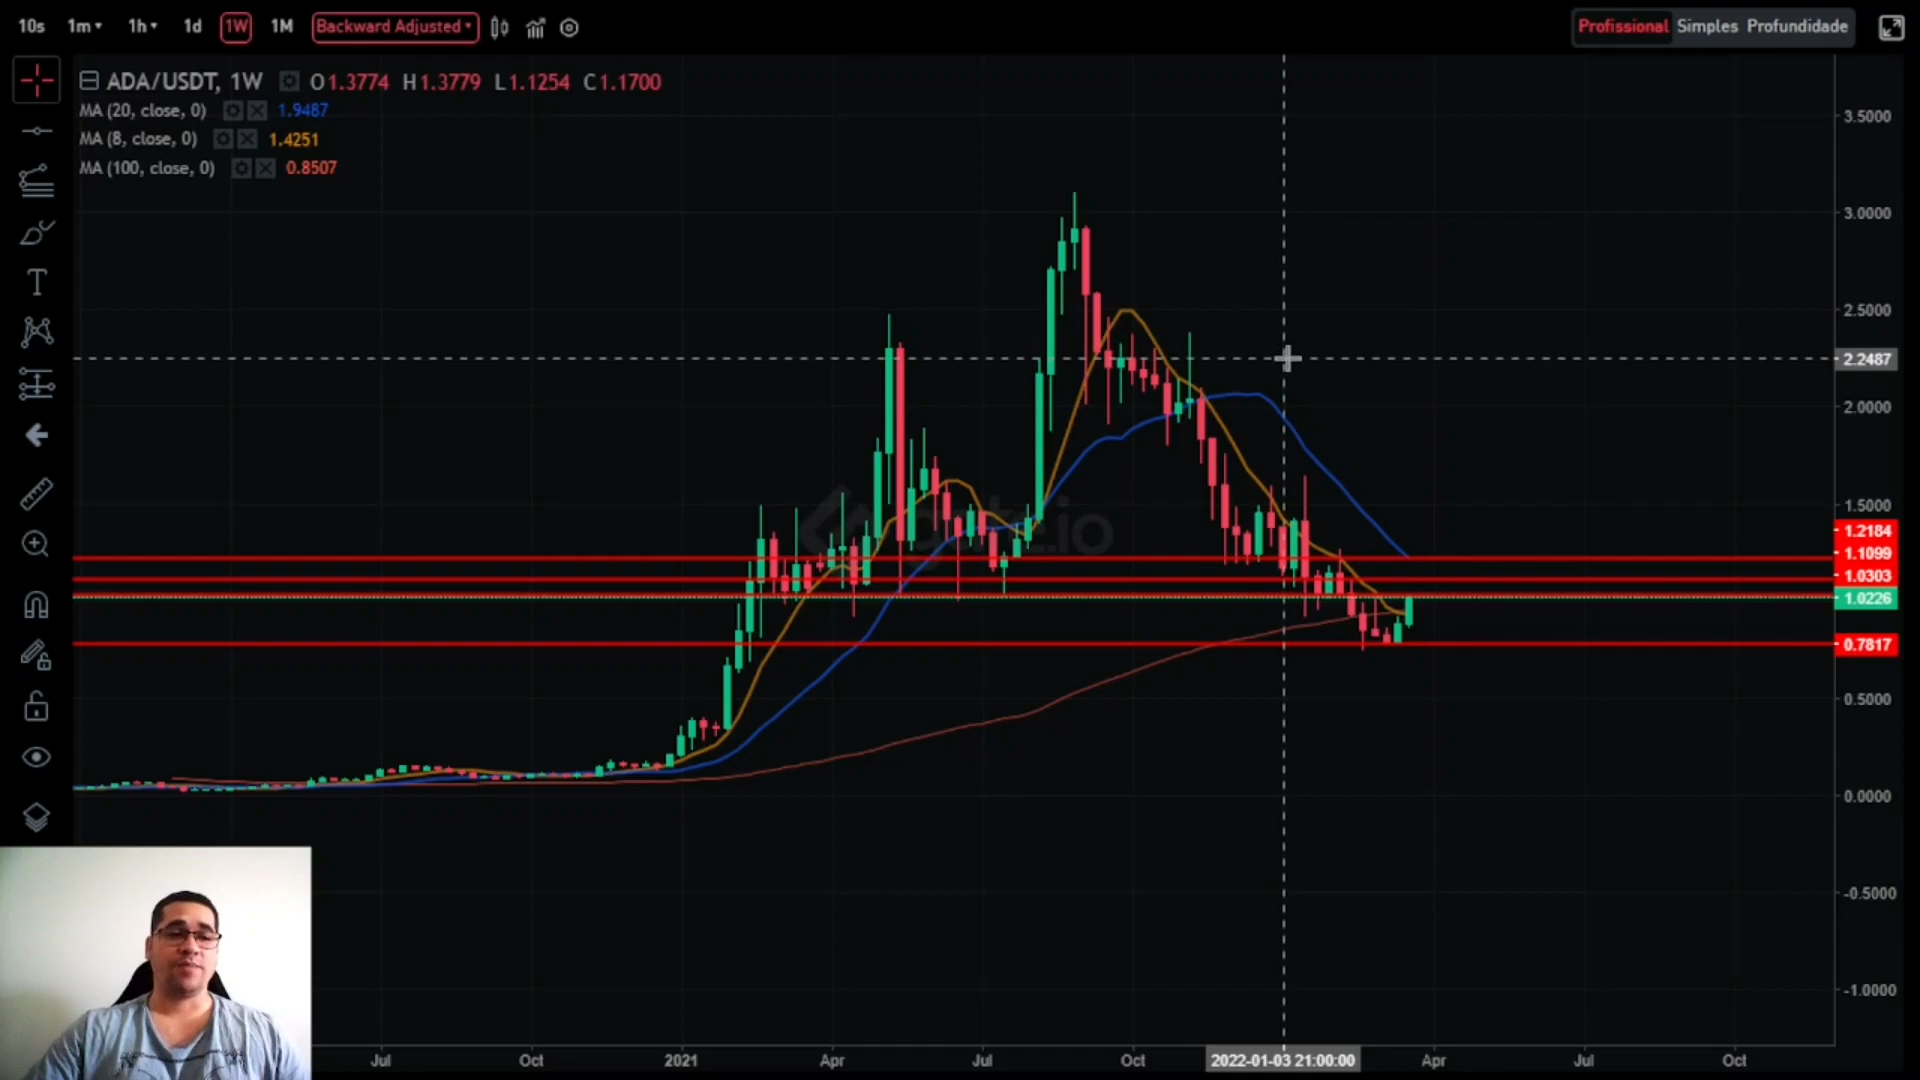 10s 1m 1h 1d 1W 1M Backward Adjusted Profissional Simples Profundidade
ADA/USDT, 1W O1.3774 H1.3779 L1.1254 C1.1700
MA (20, close, 0) 1.9487
MA (8, close, 0) 1.4251
MA (100, close, 0) 0.8507
3.5000
3.0000
2.5000
2.2487
2.0000
1.5000
1.2184
1.1099
1.0303
1.0226
0.7817
0.5000
0.0000
-0.5000
-1.0000
Jul Oct 2021 Apr Jul Oct 2022-01-03 21:00:00 Apr Jul Oct